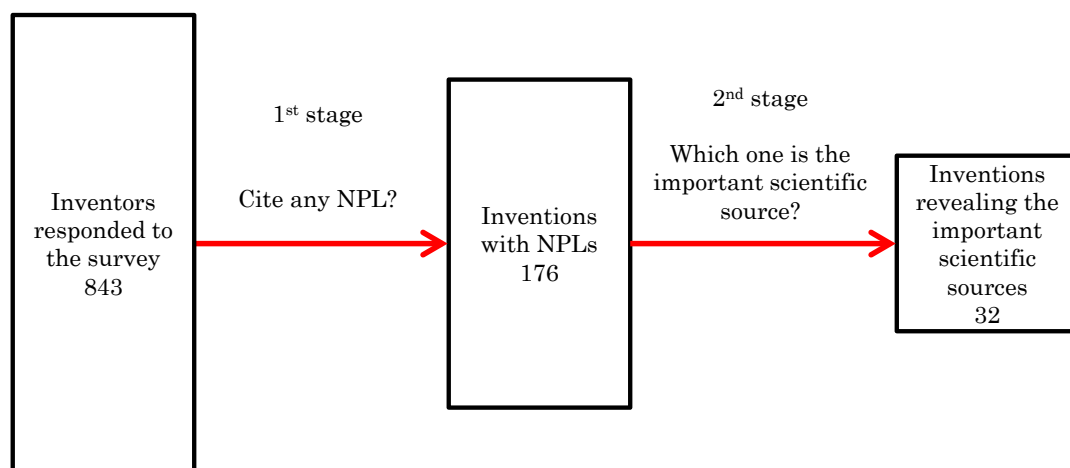 Inventors
responded to
the survey
843
1st stage
Cite any NPL?
Inventions
with NPLs
176
2nd stage
Which one is the
important scientific
source?
Inventions
revealing the
important
scientific
sources
32